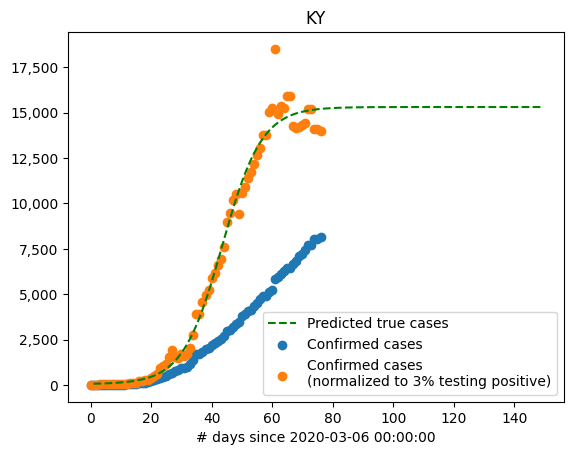 KY
17,500
15,000
12,500
10,000
7,500
5,000
2,500
0
Predicted true cases
Confirmed cases
Confirmed cases
(normalized to 3% testing positive)
0 20 40 60 80 100 120 140
# days since 2020-03-06 00:00:00